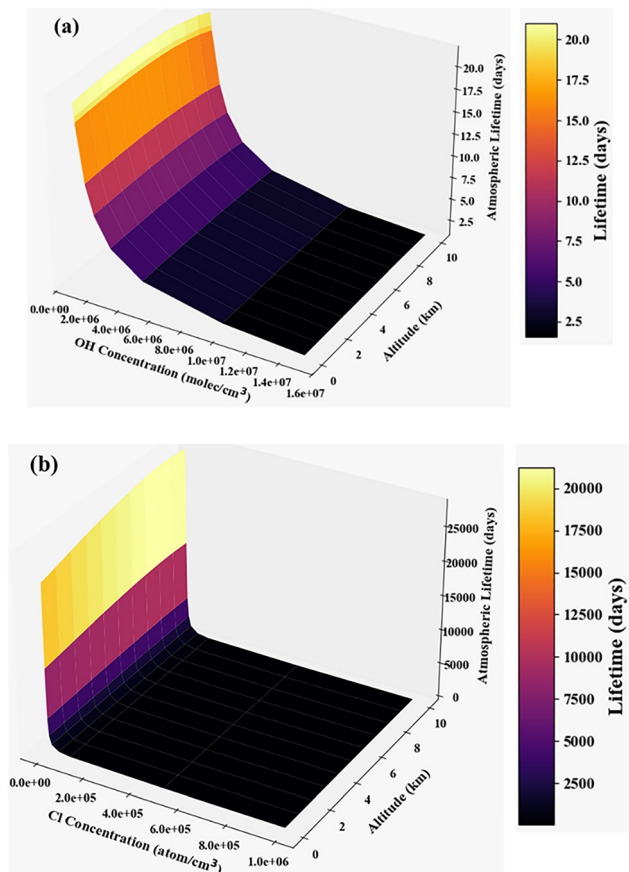 (a)
20.0
17.5
15.0
12.5
10.0
7.5
5.0
2.5
Atmospheric Lifetime (days)
0.0e+00
2.0e+06
4.0e+06
6.0e+06
8.0e+06
1.0e+07
1.2e+07
1.4e+07
1.6e+07
OH Concentration (molec/cm³)
0
2
4
6
8
10
Altitude (km)
20.0
17.5
15.0
12.5
10.0
7.5
5.0
2.5
Lifetime (days)
(b)
25000
20000
15000
10000
5000
0
Atmospheric Lifetime (days)
0.0e+00
2.0e+05
4.0e+05
6.0e+05
8.0e+05
1.0e+06
Cl Concentration (atom/cm³)
0
2
4
6
8
10
Altitude (km)
20000
17500
15000
12500
10000
7500
5000
2500
Lifetime (days)